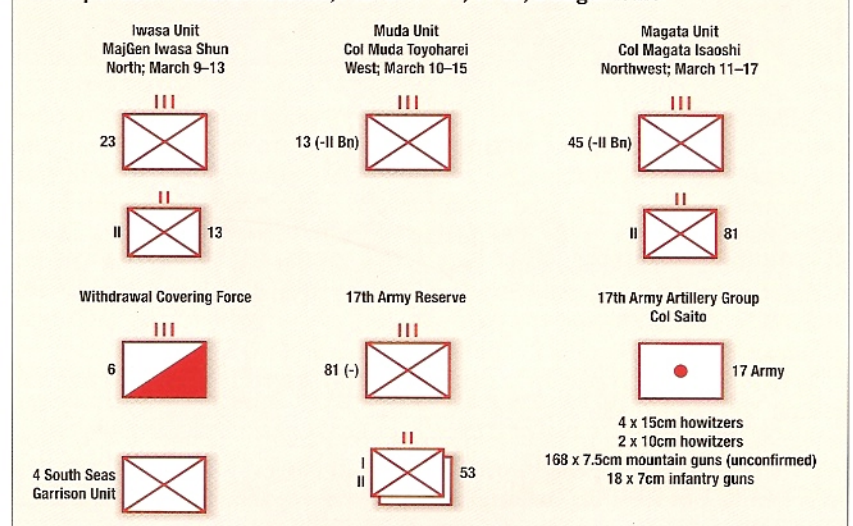 Iwasa Unit
MajGen Iwasa Shun
North; March 9–13
III
23
II
II 13
Muda Unit
Col Muda Toyoharei
West; March 10–15
III
13 (-II Bn)
Magata Unit
Col Magata Isaoshi
Northwest; March 11–17
III
45 (-II Bn)
II
II 81
Withdrawal Covering Force
III
6
4 South Seas
Garrison Unit
17th Army Reserve
III
81 (-)
II
I
II 53
17th Army Artillery Group
Col Saito
17 Army
4 x 15cm howitzers
2 x 10cm howitzers
168 x 7.5cm mountain guns (unconfirmed)
18 x 7cm infantry guns